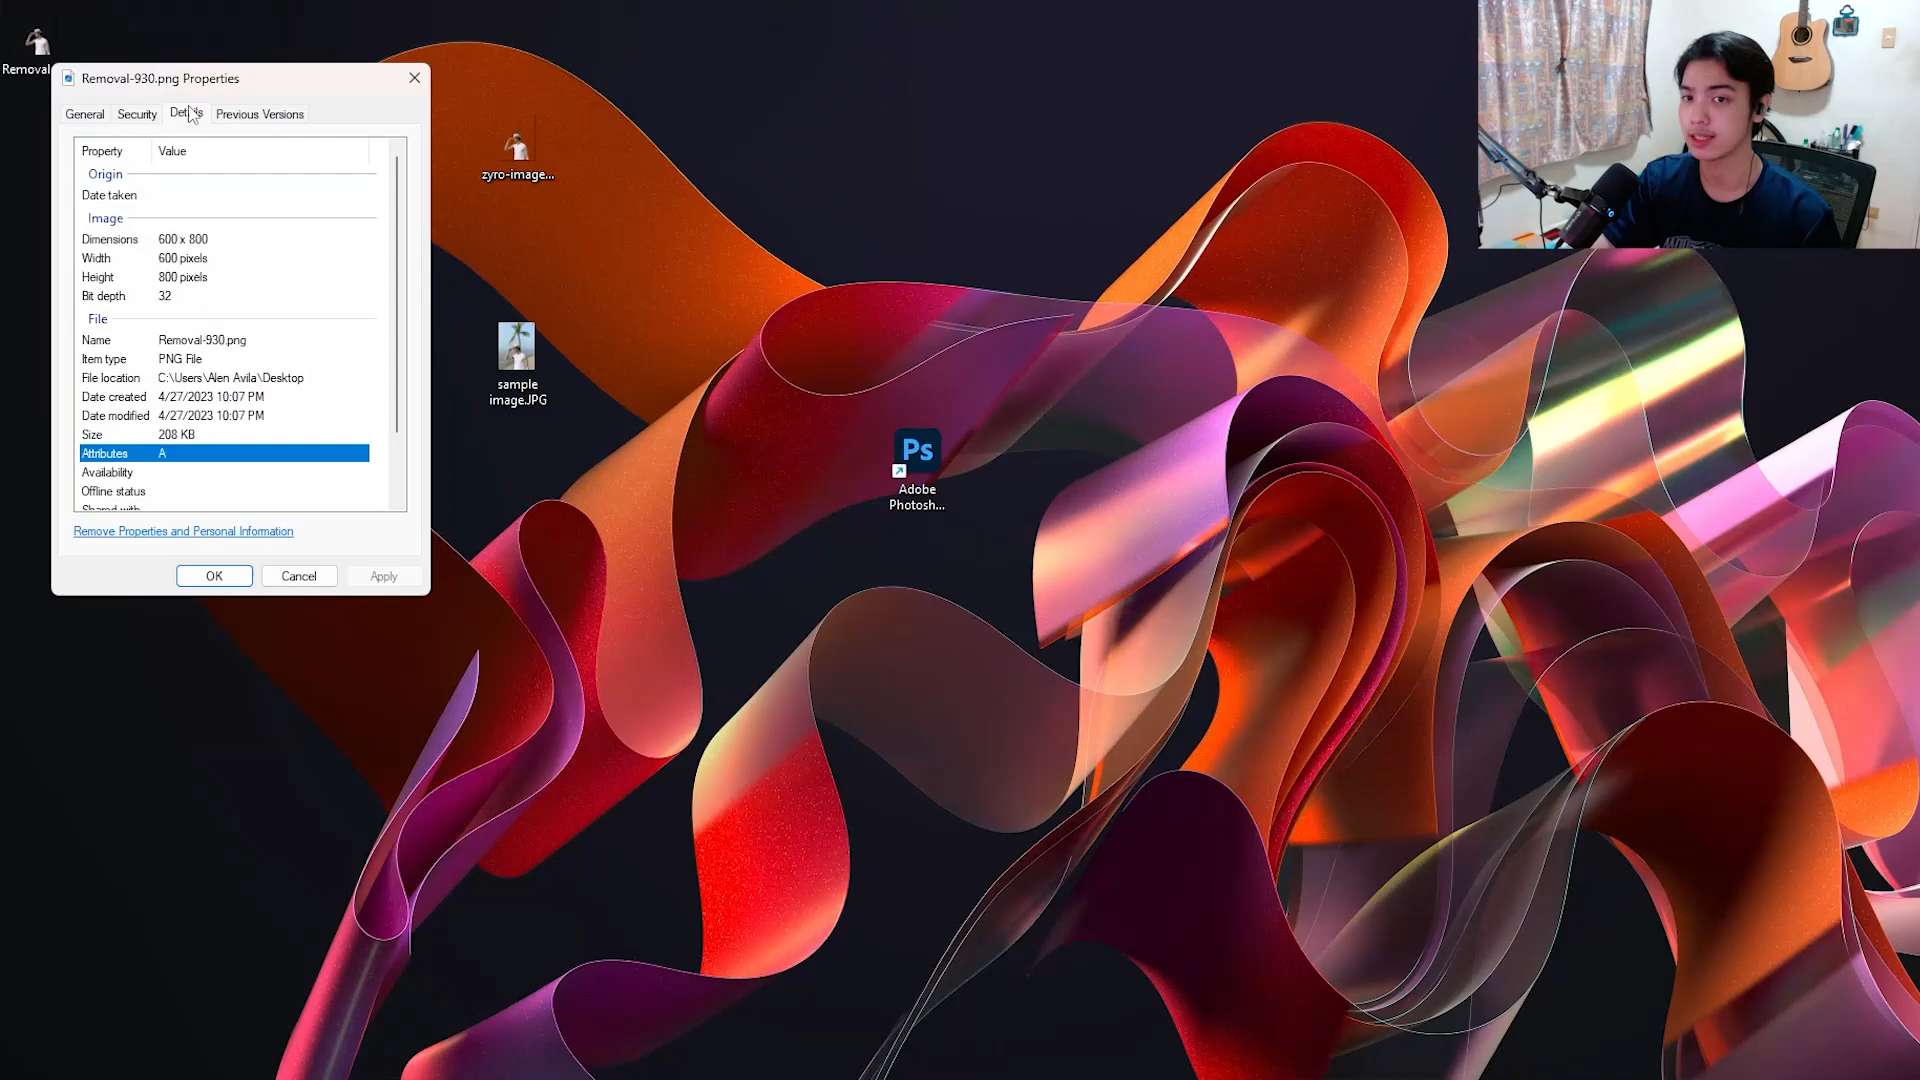 Removal
Removal-930.png Properties
General Security Details Previous Versions
Property Value
Origin
Date taken
Image
Dimensions 600 x 800
Width 600 pixels
Height 800 pixels
Bit depth 32
File
Name Removal-930.png
Item type PNG File
File location C:\Users\Alen Avila\Desktop
Date created 4/27/2023 10:07 PM
Date modified 4/27/2023 10:07 PM
Size 208 KB
Attributes A
Availability
Offline status
Shared with
Remove Properties and Personal Information
OK Cancel Apply
zyro-image...
sample
image.JPG
Ps
Adobe
Photosh...